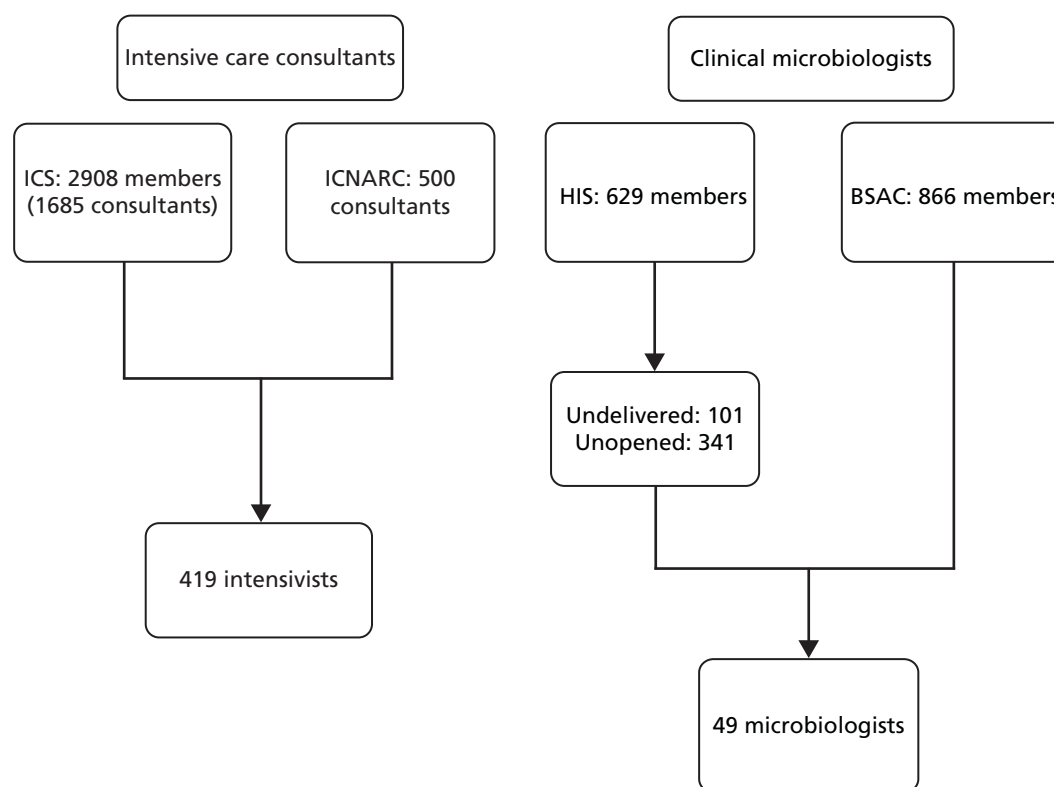 Intensive care consultants
Clinical microbiologists
ICS: 2908 members
(1685 consultants)
ICNARC: 500
consultants
HIS: 629 members
BSAC: 866 members
Undelivered: 101
Unopened: 341
419 intensivists
49 microbiologists